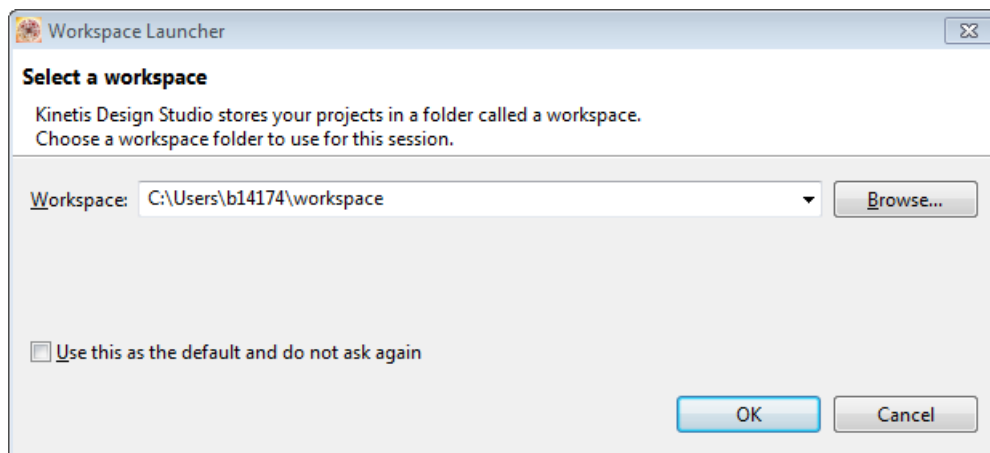 Workspace Launcher
Select a workspace
Kinetis Design Studio stores your projects in a folder called a workspace.
Choose a workspace folder to use for this session.
Workspace: C:\Users\b14174\workspace Browse...
Use this as the default and do not ask again
OK Cancel